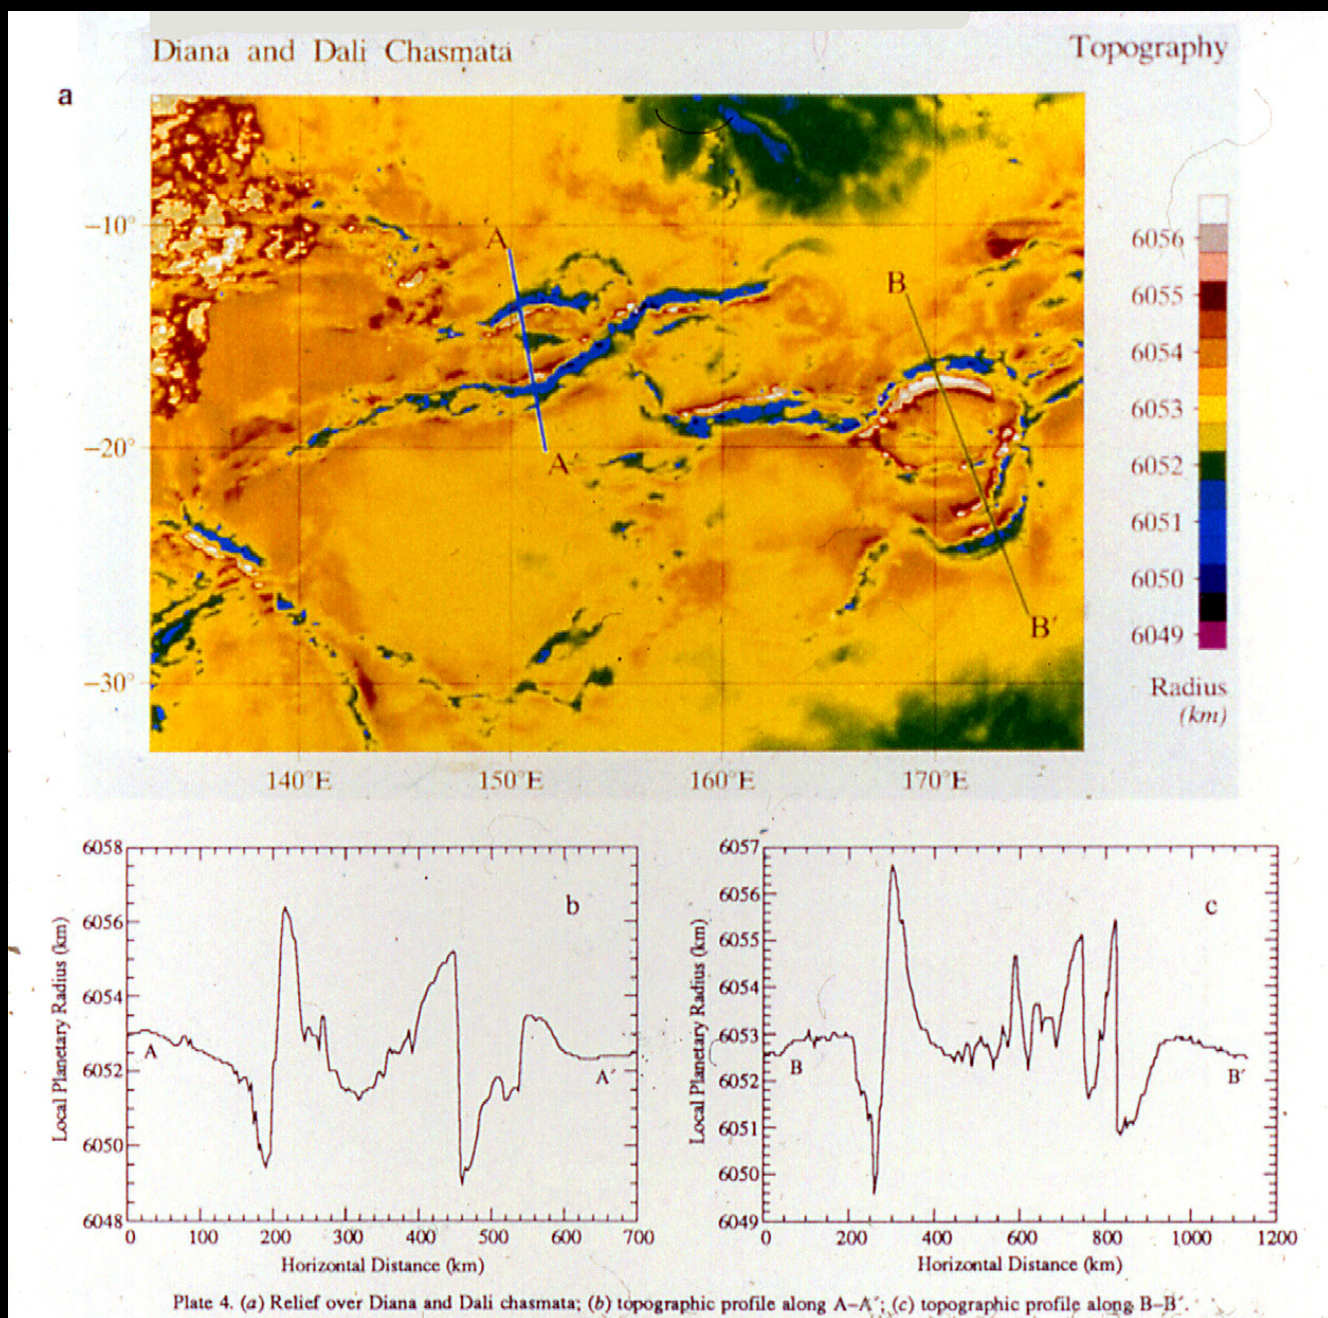 Diana and Dali Chasmata
Topography
a
−10°
−20°
−30°
A
A′
B
B′
140°E
150°E
160°E
170°E
6056
6055
6054
6053
6052
6051
6050
6049
Radius
(km)
6058
6056
6054
6052
6050
6048
Local Planetary Radius (km)
b
A
A′
0 100 200 300 400 500 600 700
Horizontal Distance (km)
6057
6056
6055
6054
6053
6052
6051
6050
6049
Local Planetary Radius (km)
c
B
B′
0 200 400 600 800 1000 1200
Horizontal Distance (km)
Plate 4. (a) Relief over Diana and Dali chasmata; (b) topographic profile along A–A′; (c) topographic profile along B–B′.